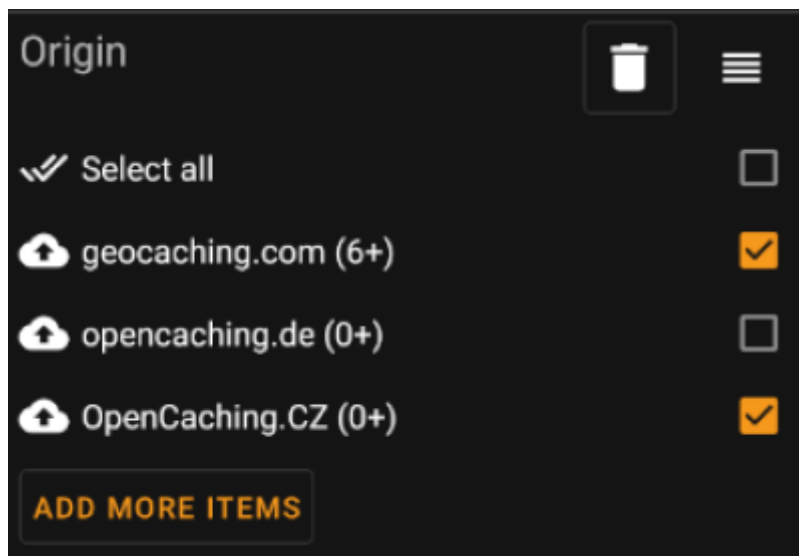 Origin
Select all
geocaching.com (6+)
opencaching.de (0+)
OpenCaching.CZ (0+)
ADD MORE ITEMS